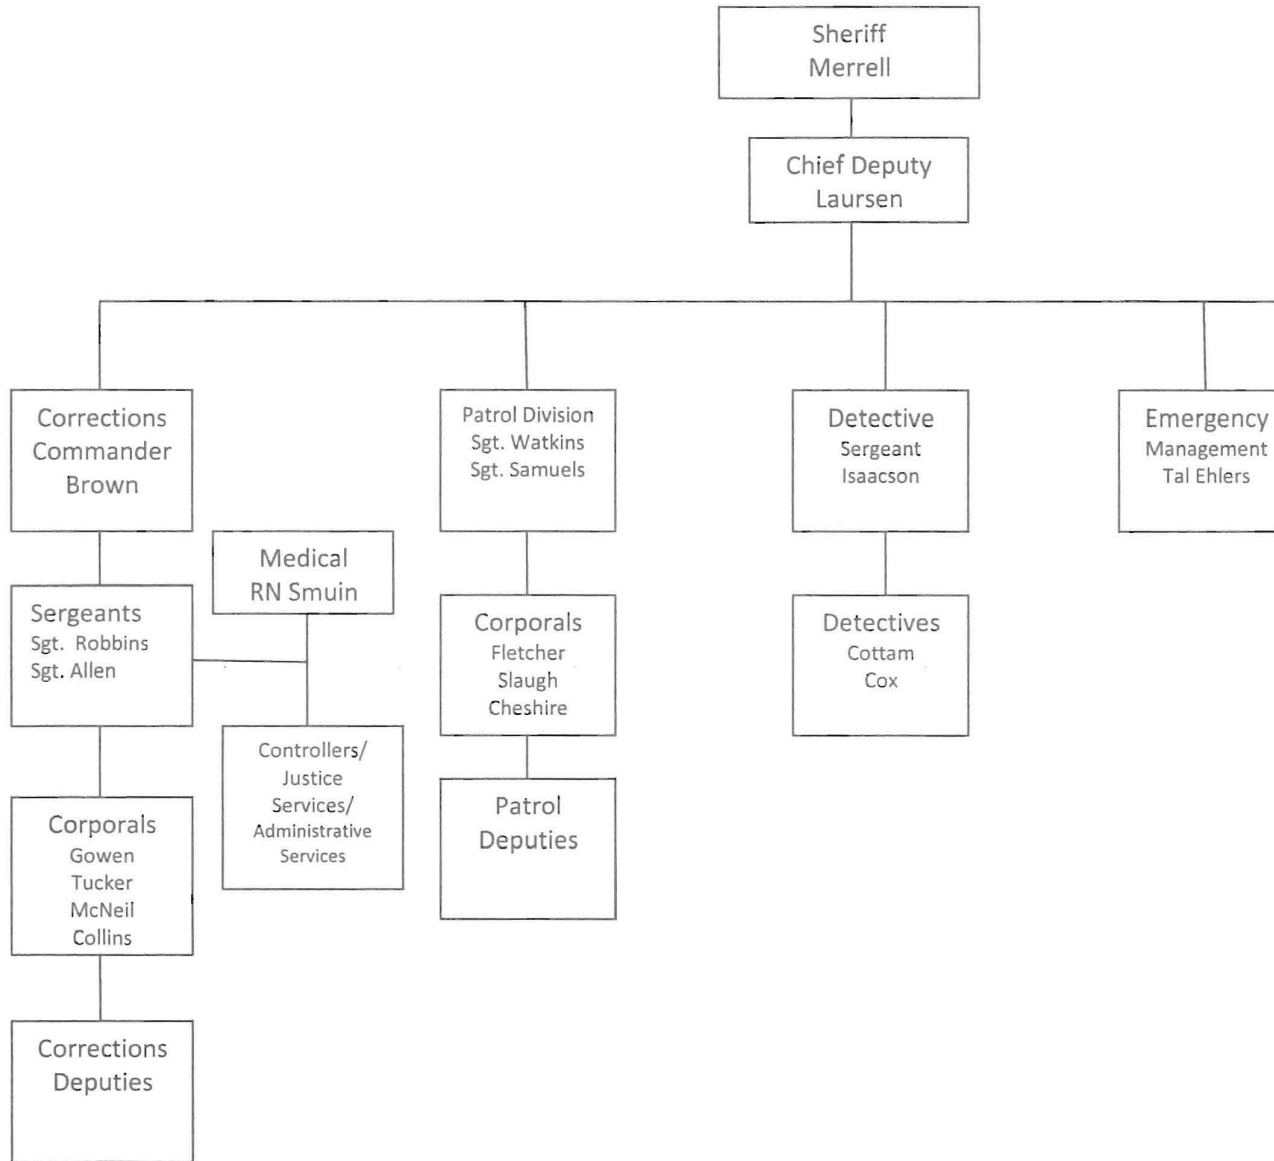 Sheriff
Merrell
Chief Deputy
Laursen
Corrections
Commander
Brown
Patrol Division
Sgt. Watkins
Sgt. Samuels
Detective
Sergeant
Isaacson
Emergency
Management
Tal Ehlers
Medical
RN Smuin
Sergeants
Sgt. Robbins
Sgt. Allen
Corporals
Fletcher
Slaugh
Cheshire
Detectives
Cottam
Cox
Controllers/
Justice
Services/
Administrative
Services
Patrol
Deputies
Corporals
Gowen
Tucker
McNeil
Collins
Corrections
Deputies